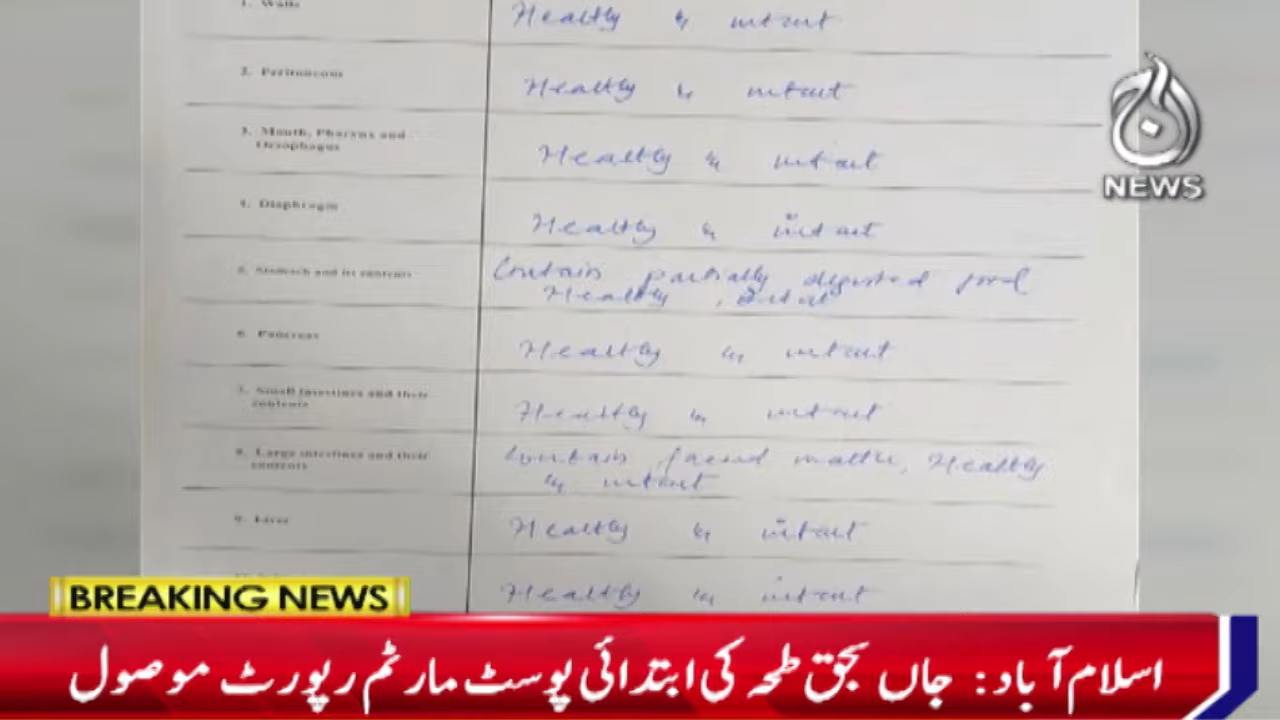 1. Walls
Healthy & intact
2. Peritoneum
Healthy & intact
3. Mouth, Pharynx and
Oesophagus
Healthy & intact
4. Diaphragm
Healthy & intact
5. Stomach and its contents
Contain partially digested food
Healthy, intact
6. Pancreas
Healthy & intact
7. Small intestines and their
contents
Healthy & intact
8. Large intestines and their
contents
Contain faecal matter, Healthy
& intact
9. Liver
Healthy & intact
Healthy & intact
NEWS
BREAKING NEWS
اسلام آباد: جاں بحق طحہ کی ابتدائی پوسٹ مارٹم رپورٹ موصول